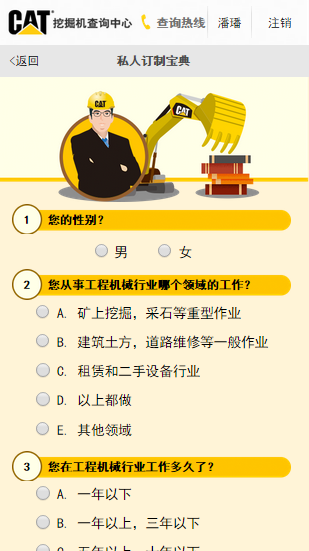 CAT 挖掘机查询中心 查询热线 潘璠 注销
<返回 私人订制宝典
CAT
CAT
1 您的性别？
男 女
2 您从事工程机械行业哪个领域的工作？
A. 矿上挖掘，采石等重型作业
B. 建筑土方，道路维修等一般作业
C. 租赁和二手设备行业
D. 以上都做
E. 其他领域
3 您在工程机械行业工作多久了？
A. 一年以下
B. 一年以上，三年以下